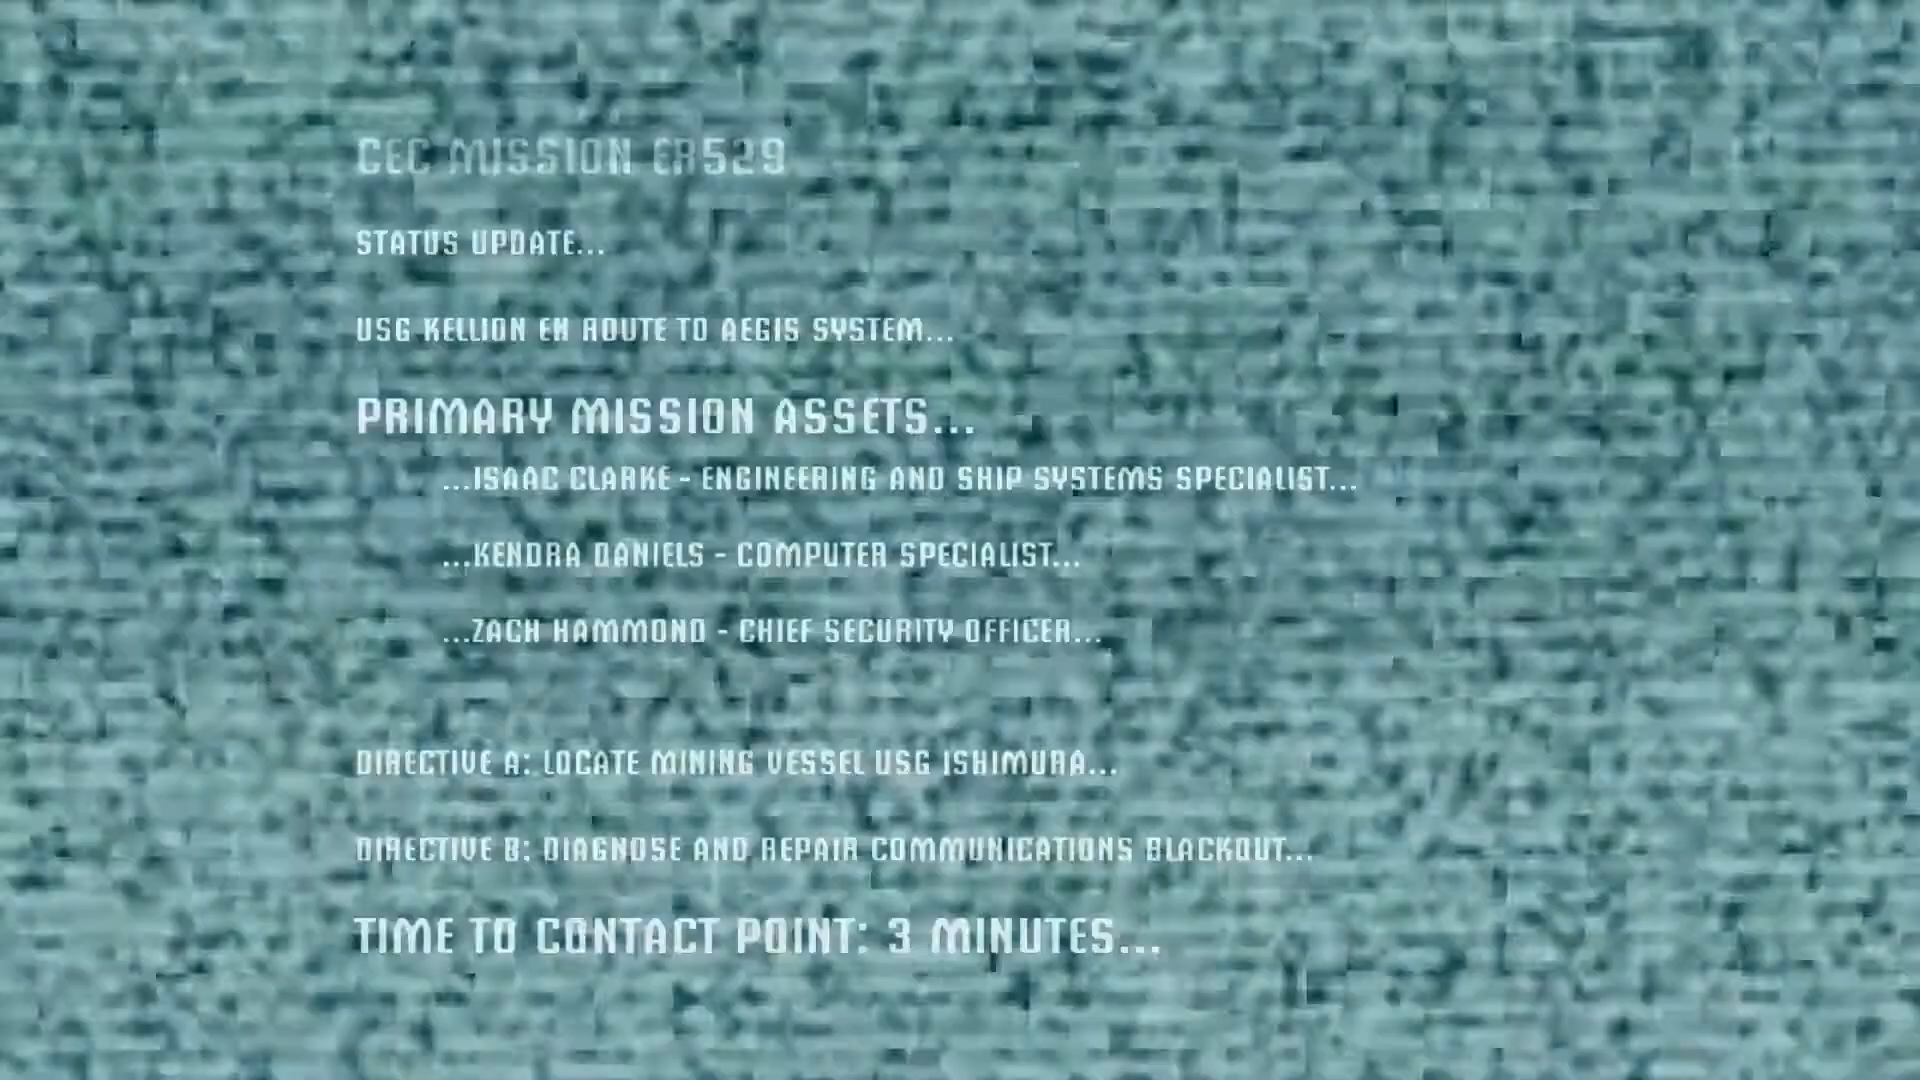 CEC MISSION ER529
STATUS UPDATE...
USG KELLION EN ROUTE TO AEGIS SYSTEM...
PRIMARY MISSION ASSETS...
...ISAAC CLARKE - ENGINEERING AND SHIP SYSTEMS SPECIALIST...
...KENDRA DANIELS - COMPUTER SPECIALIST...
...ZACH HAMMOND - CHIEF SECURITY OFFICER...
DIRECTIVE A: LOCATE MINING VESSEL USG ISHIMURA...
DIRECTIVE B: DIAGNOSE AND REPAIR COMMUNICATIONS BLACKOUT...
TIME TO CONTACT POINT: 3 MINUTES...